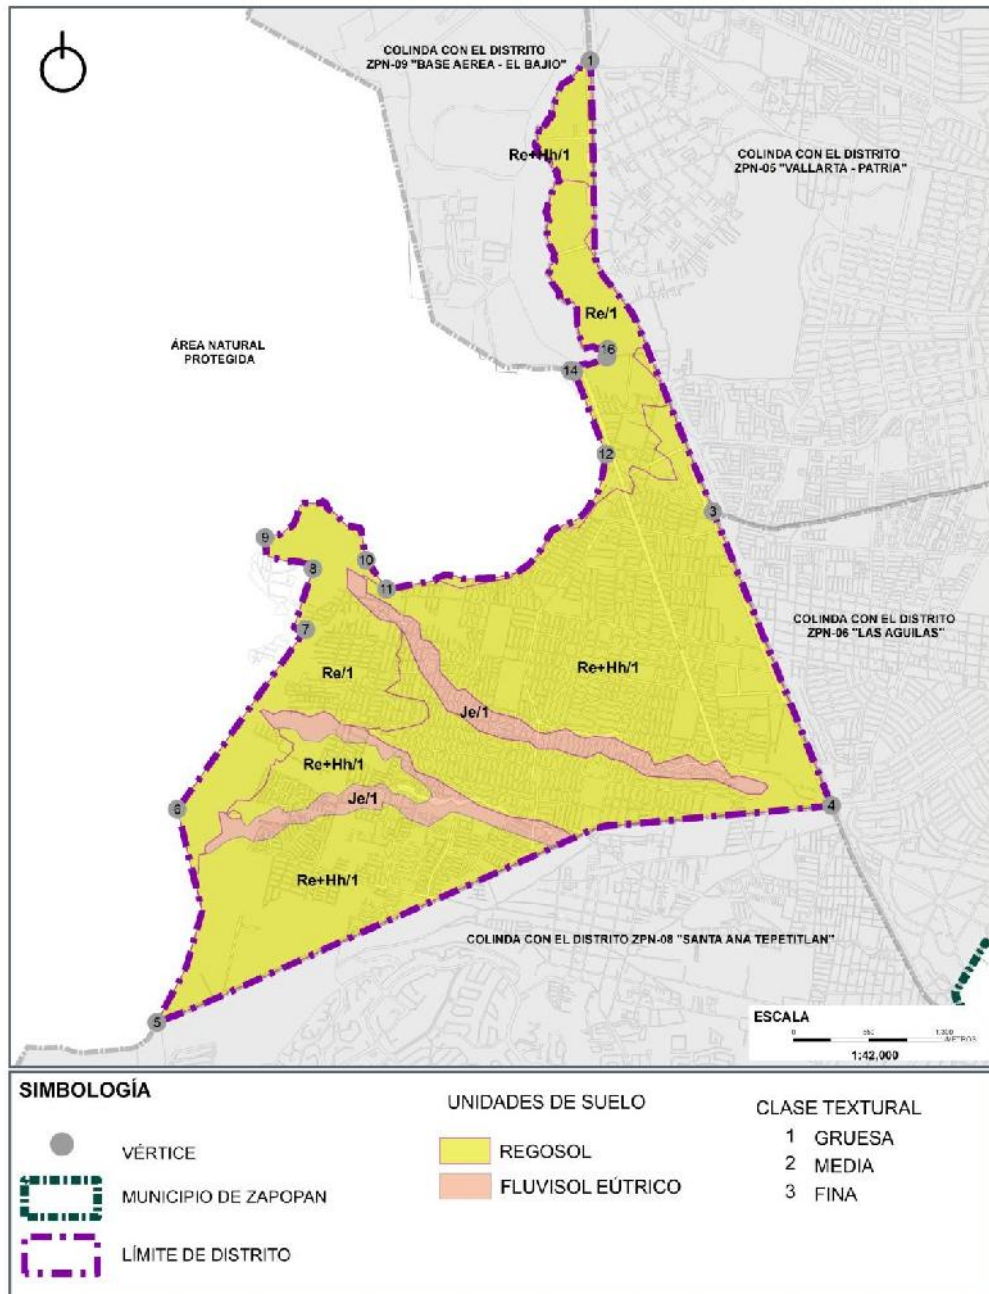 COLINDA CON EL DISTRITO
ZPN-09 "BASE AEREA - EL BAJIO"
1
COLINDA CON EL DISTRITO
ZPN-05 "VALLARTA - PATRIA"
Re+Hh/1
Re/1
ÁREA NATURAL
PROTEGIDA
16
14
12
3
9
10
8
11
COLINDA CON EL DISTRITO
ZPN-06 "LAS AGUILAS"
7
Re/1
Re+Hh/1
Je/1
Re+Hh/1
Je/1
6
4
Re+Hh/1
COLINDA CON EL DISTRITO ZPN-08 "SANTA ANA TEPETITLAN"
5
ESCALA
0 650 1:300
METROS
1:42,000
SIMBOLOGÍA
VÉRTICE
MUNICIPIO DE ZAPOPAN
LÍMITE DE DISTRITO
UNIDADES DE SUELO
REGOSOL
FLUVISOL EÚTRICO
CLASE TEXTURAL
1 GRUESA
2 MEDIA
3 FINA